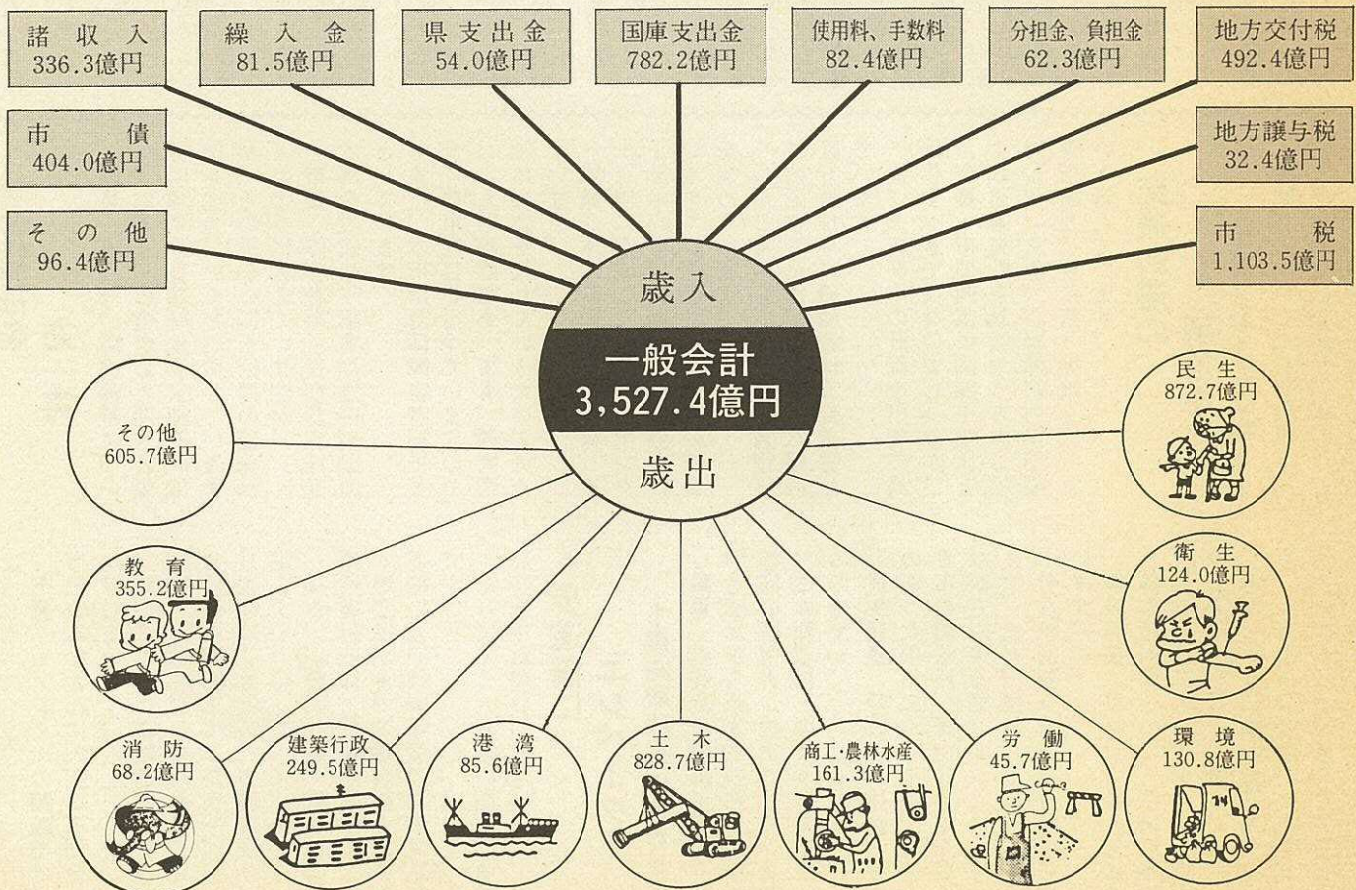 諸収入
336.3億円
繰入金
81.5億円
県支出金
54.0億円
国庫支出金
782.2億円
使用料、手数料
82.4億円
分担金、負担金
62.3億円
地方交付税
492.4億円
市債
404.0億円
地方譲与税
32.4億円
その他
96.4億円
市税
1,103.5億円
歳入
一般会計
3,527.4億円
歳出
その他
605.7億円
民生
872.7億円
教育
355.2億円
衛生
124.0億円
消防
68.2億円
建築行政
249.5億円
港湾
85.6億円
土木
828.7億円
商工・農林水産
161.3億円
労働
45.7億円
環境
130.8億円